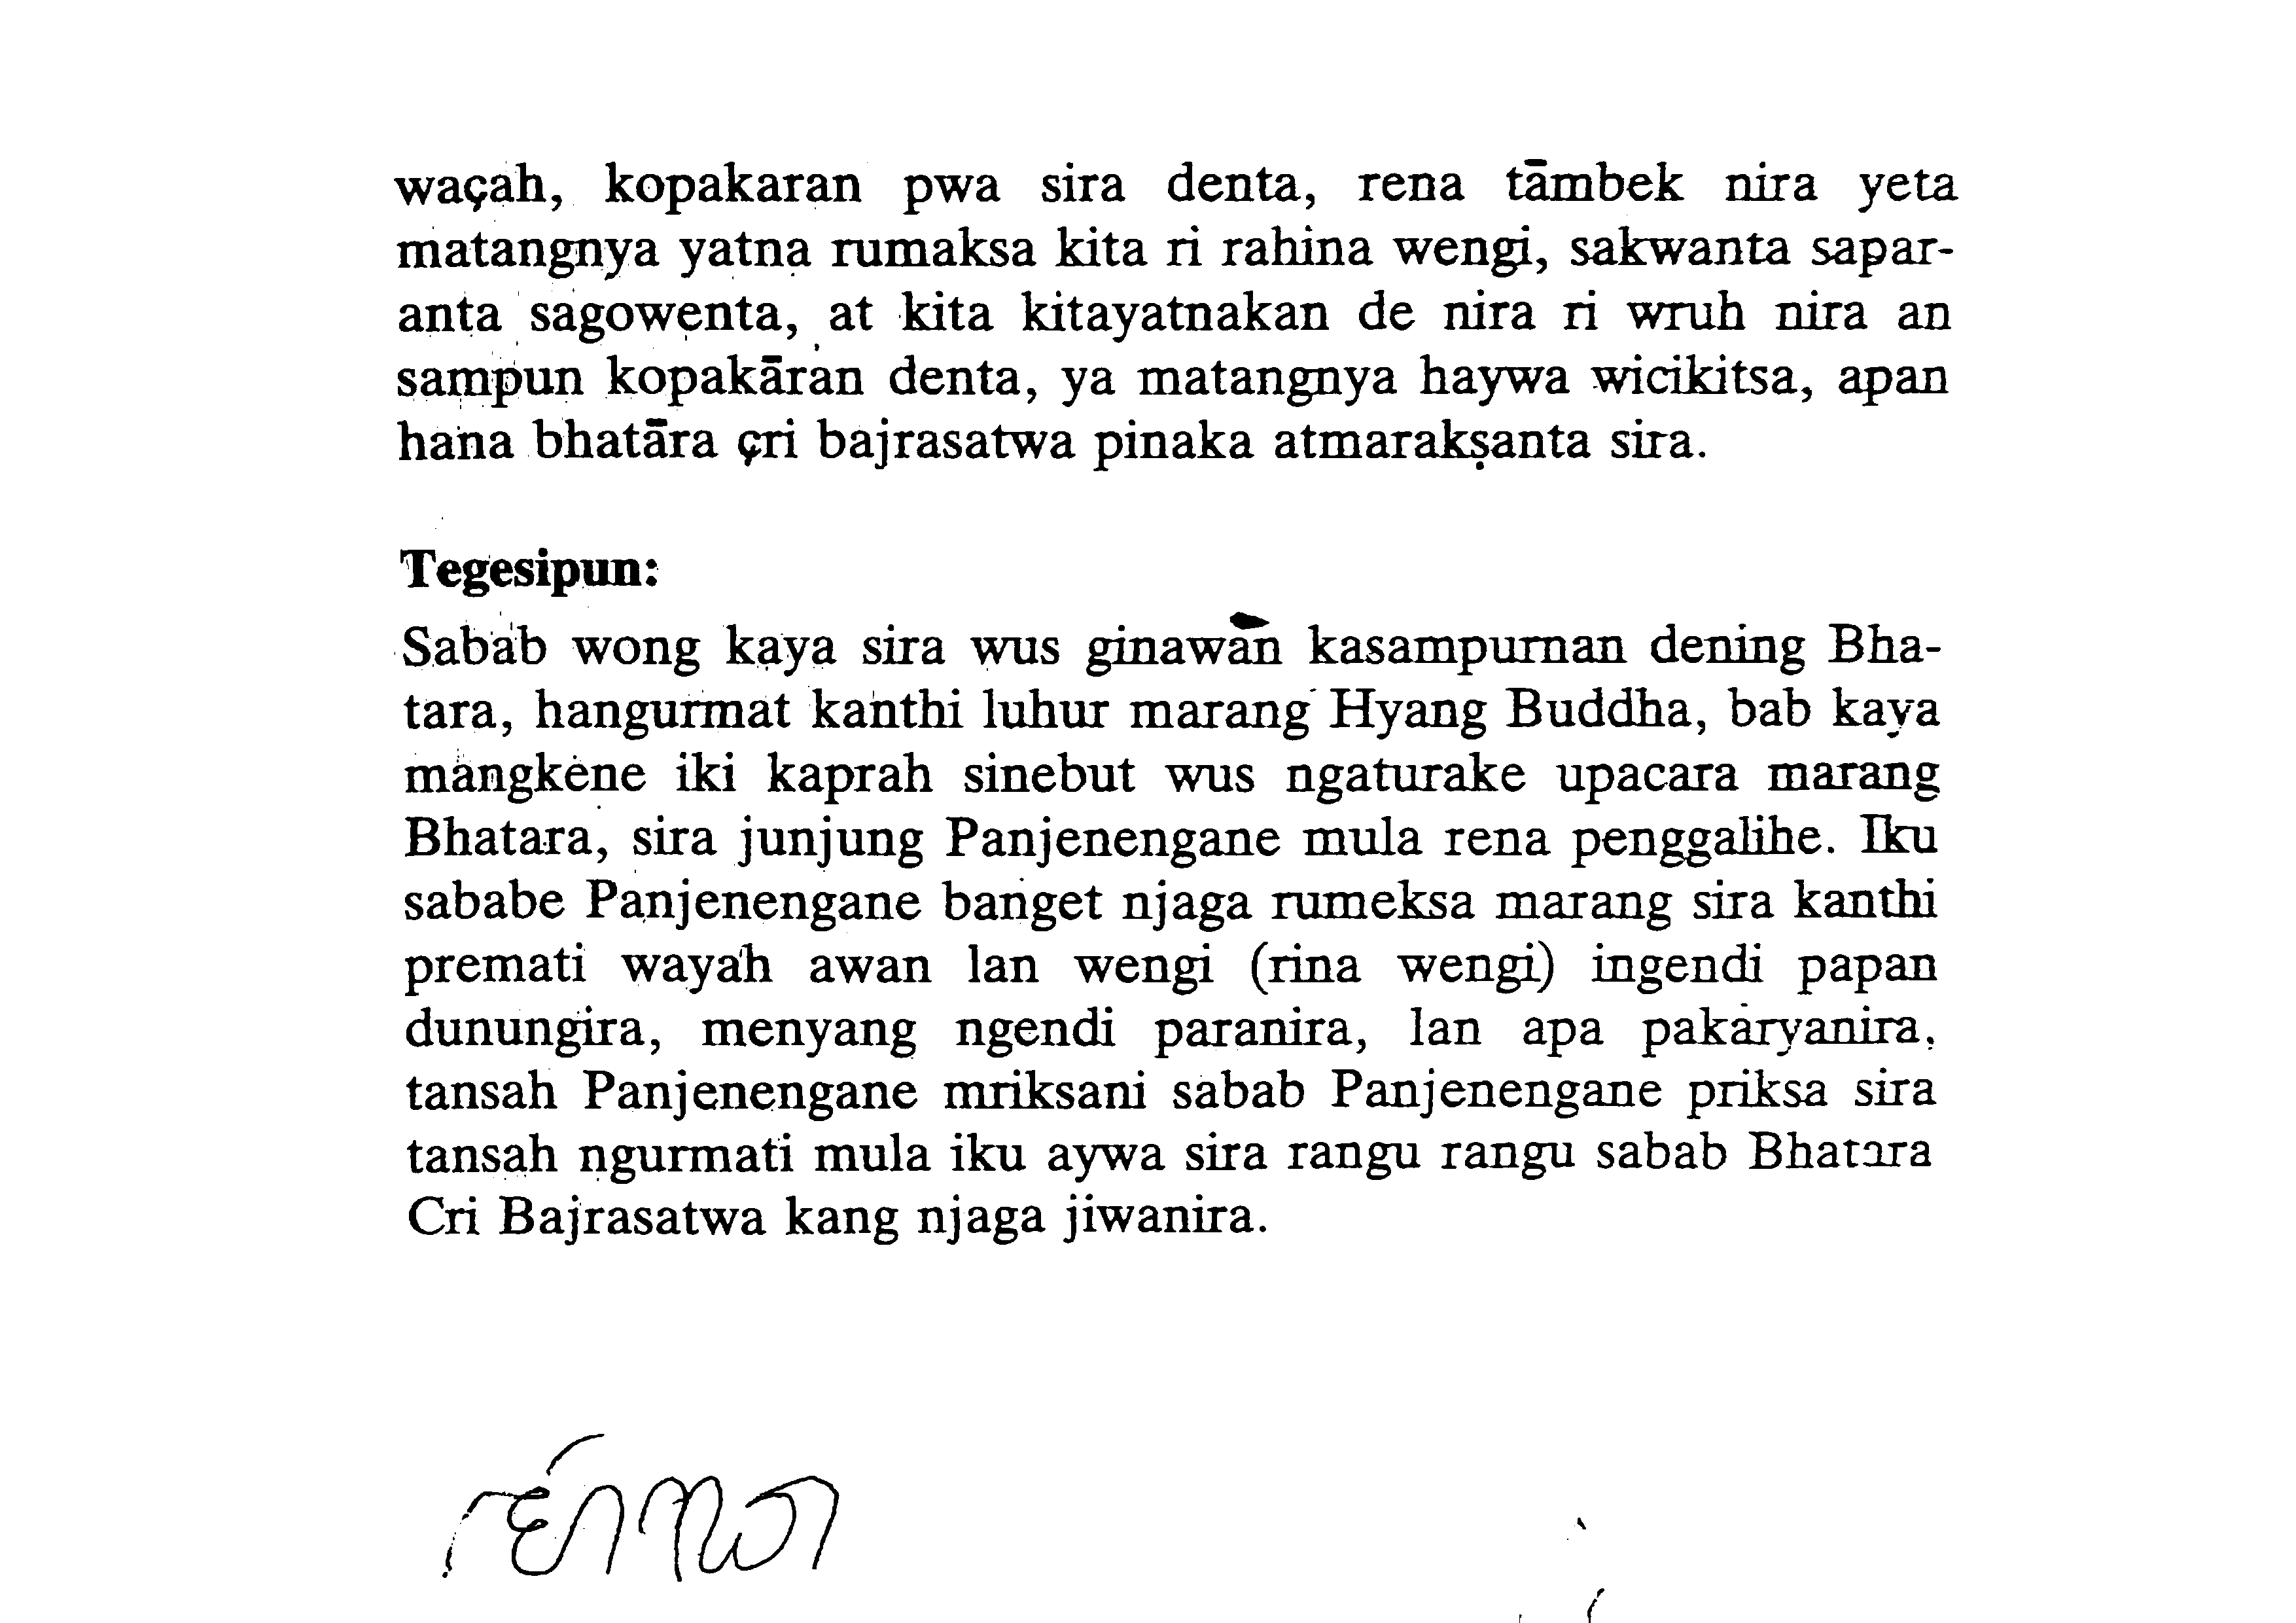 waçah, kopakaran pwa sira denta, rena tāmbek nira yeta
matangnya yatna rumaksa kita ri rahina wengi, sakwanta sapar-
anta sagowenta, at kita kitayatnakan de nira ri wruh nira an
sampun kopakāran denta, ya matangnya haywa wicikitsa, apan
hana bhatāra çri bajrasatwa pinaka atmarakṣanta sira.
Tegesipun:
Sabab wong kaya sira wus ginawan kasampurnan dening Bha-
tara, hangurmat kanthi luhur marang Hyang Buddha, bab kaya
mangkene iki kaprah sinebut wus ngaturake upacara marang
Bhatara, sira junjung Panjenengane mula rena penggalihe. Iku
sababe Panjenengane banget njaga rumeksa marang sira kanthi
premati wayah awan lan wengi (rina wengi) ingendi papan
dunungira, menyang ngendi paranira, lan apa pakaryanira,
tansah Panjenengane mriksani sabab Panjenengane priksa sira
tansah ngurmati mula iku aywa sira rangu rangu sabab Bhatara
Cri Bajrasatwa kang njaga jiwanira.